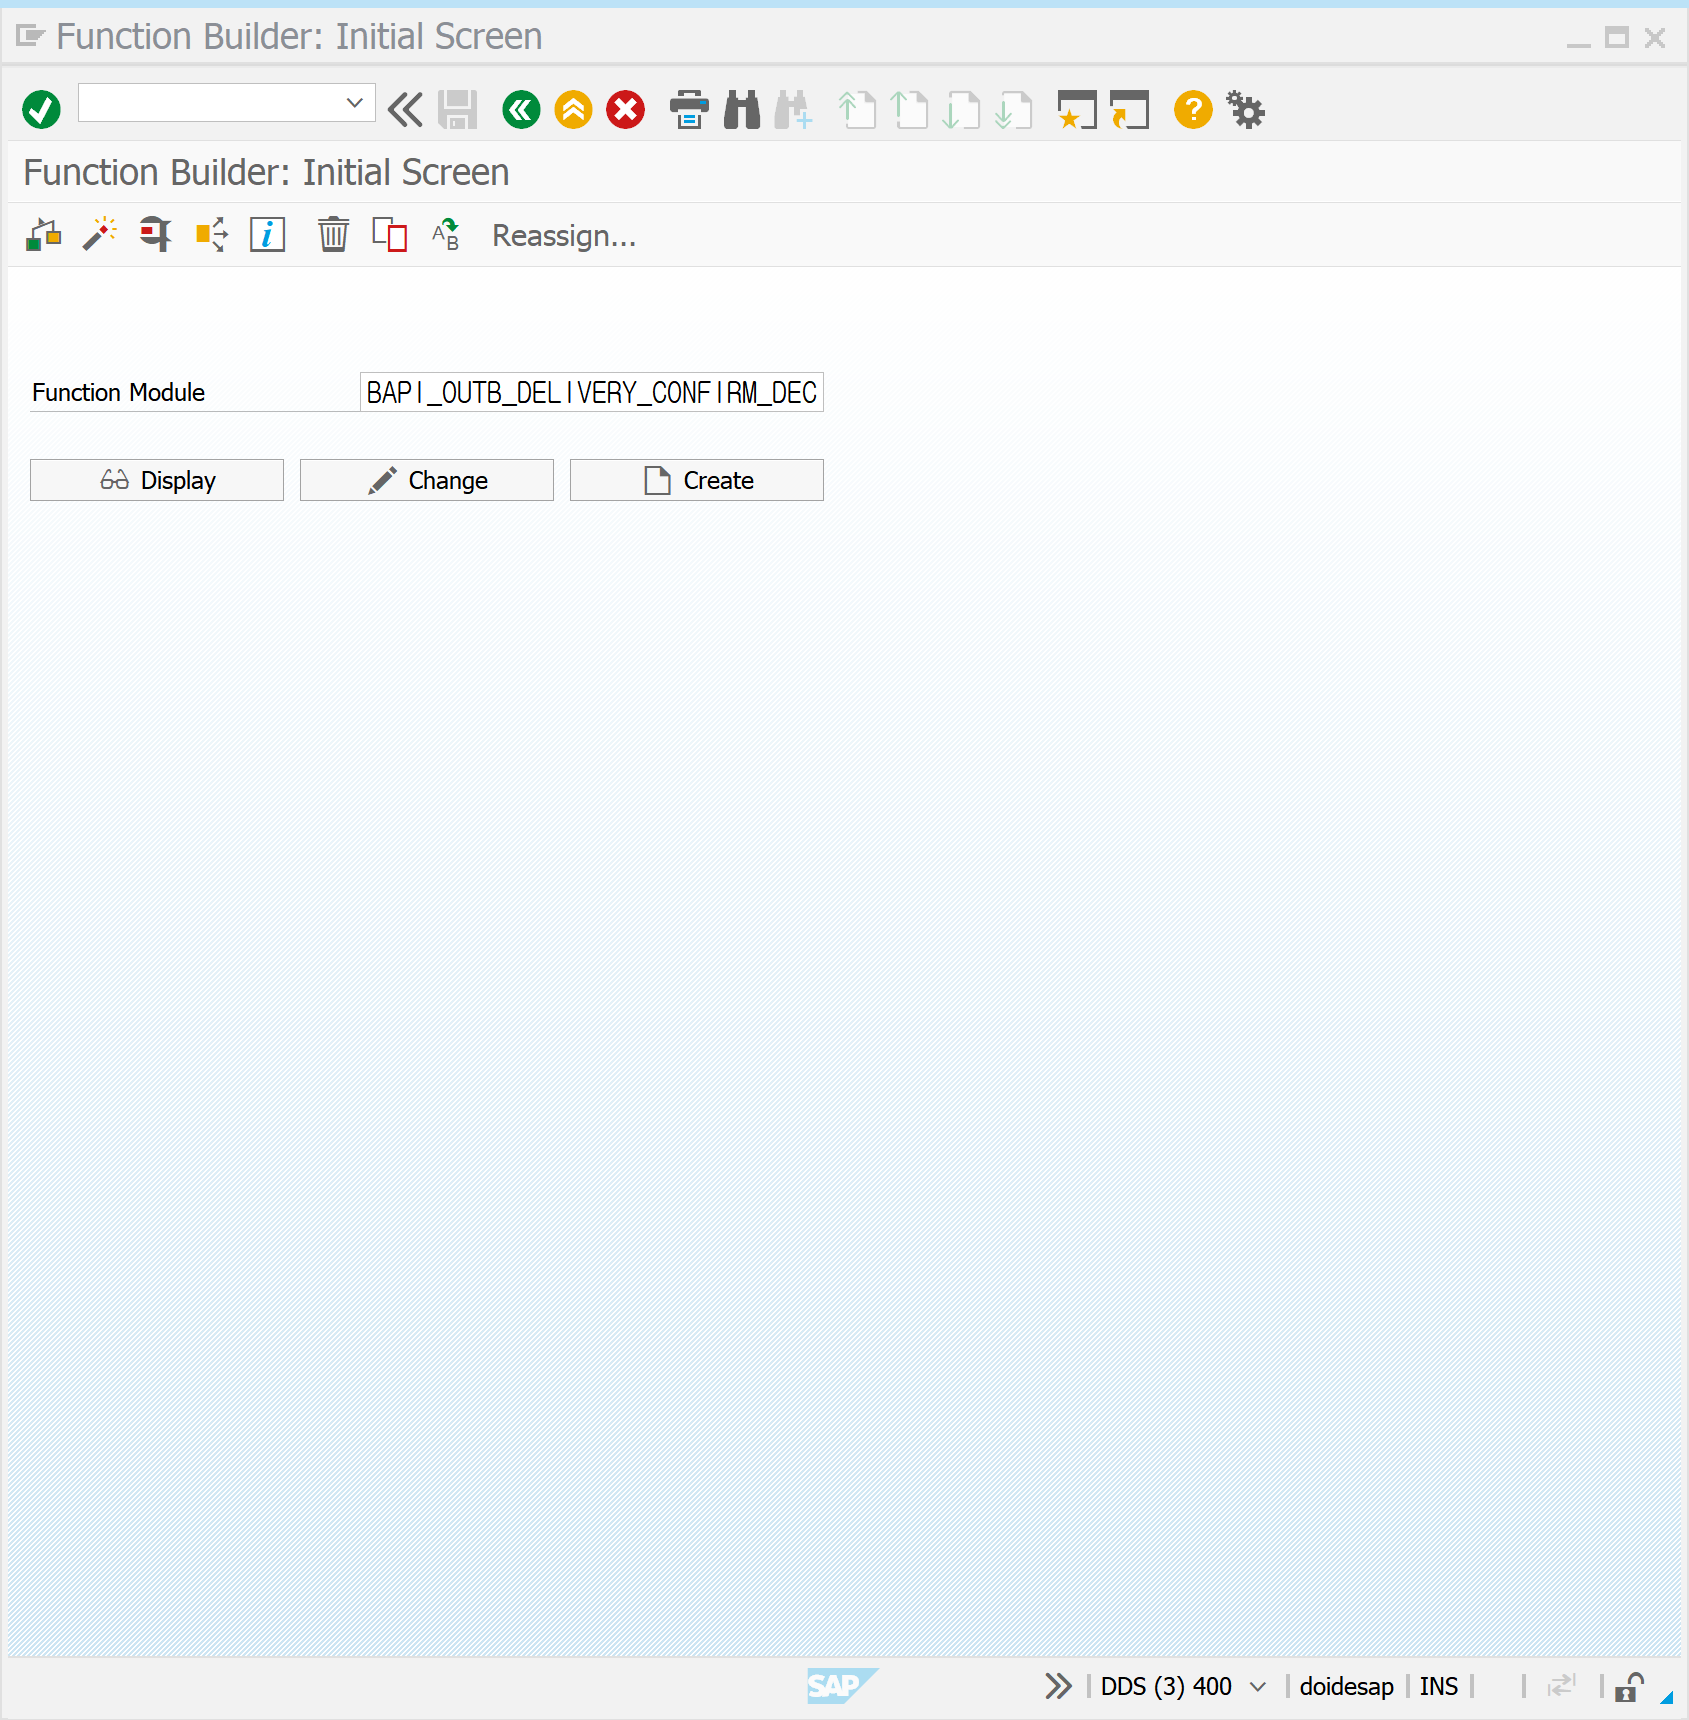 Function Builder: Initial Screen
Function Builder: Initial Screen
Reassign...
Function Module BAPI_OUTB_DELIVERY_CONFIRM_DEC
Display Change Create
SAP DDS (3) 400 doidesap INS